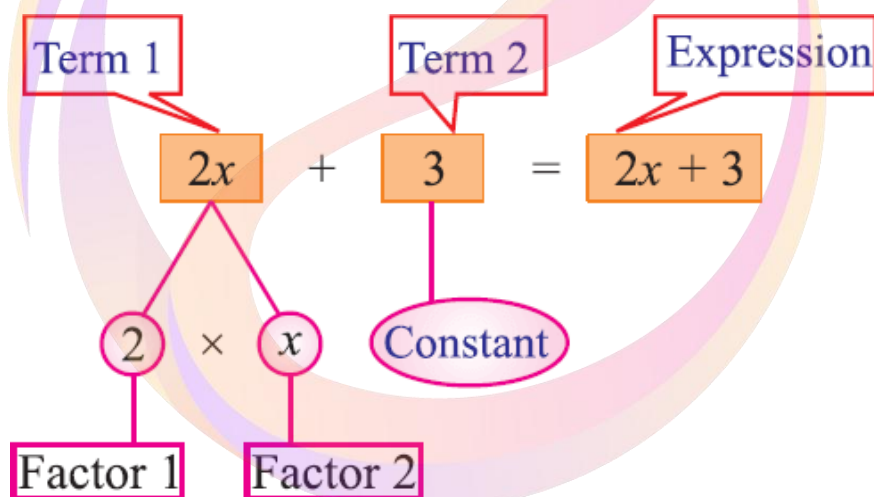 Term 1 Term 2 Expression
2x + 3 = 2x + 3
2 × x Constant
Factor 1 Factor 2